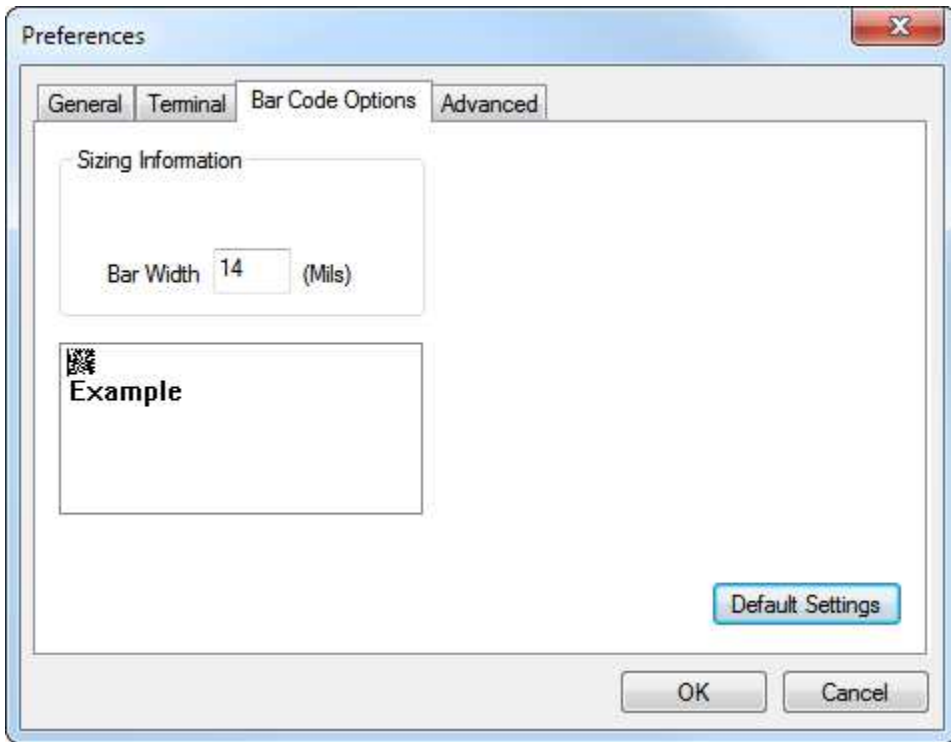 Preferences
General Terminal Bar Code Options Advanced
Sizing Information
Bar Width 14 (Mils)
Example
Default Settings
OK Cancel